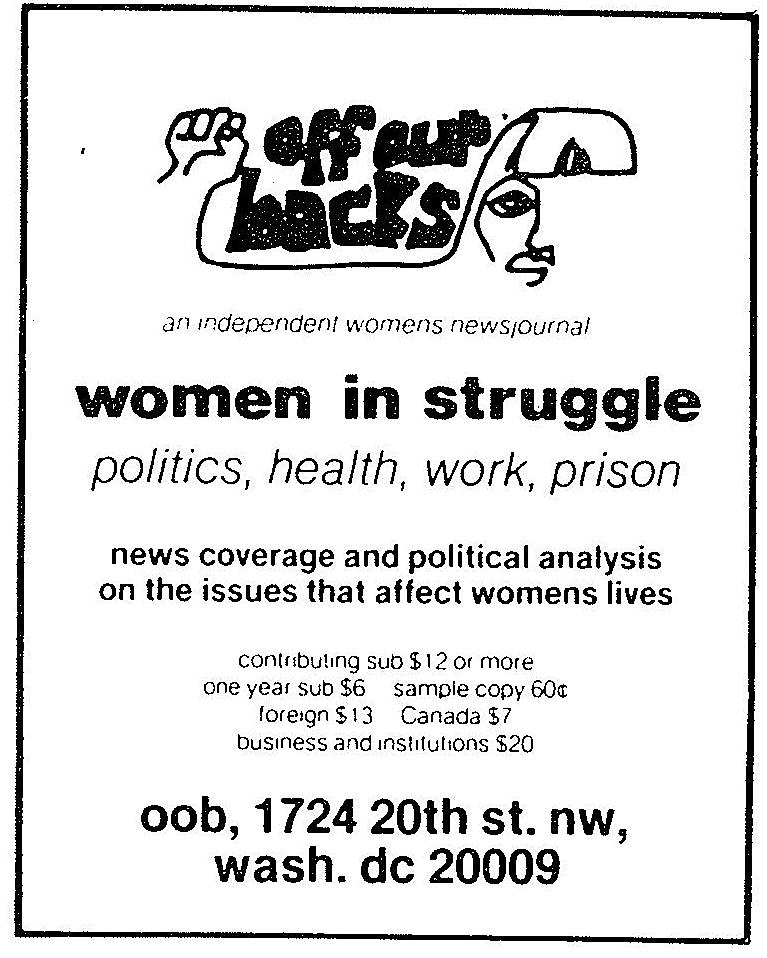 off our
backs
an independent womens newsjournal
women in struggle
politics, health, work, prison
news coverage and political analysis
on the issues that affect womens lives
contributing sub $12 or more
one year sub $6 sample copy 60¢
foreign $13 Canada $7
business and institutions $20
oob, 1724 20th st. nw,
wash. dc 20009